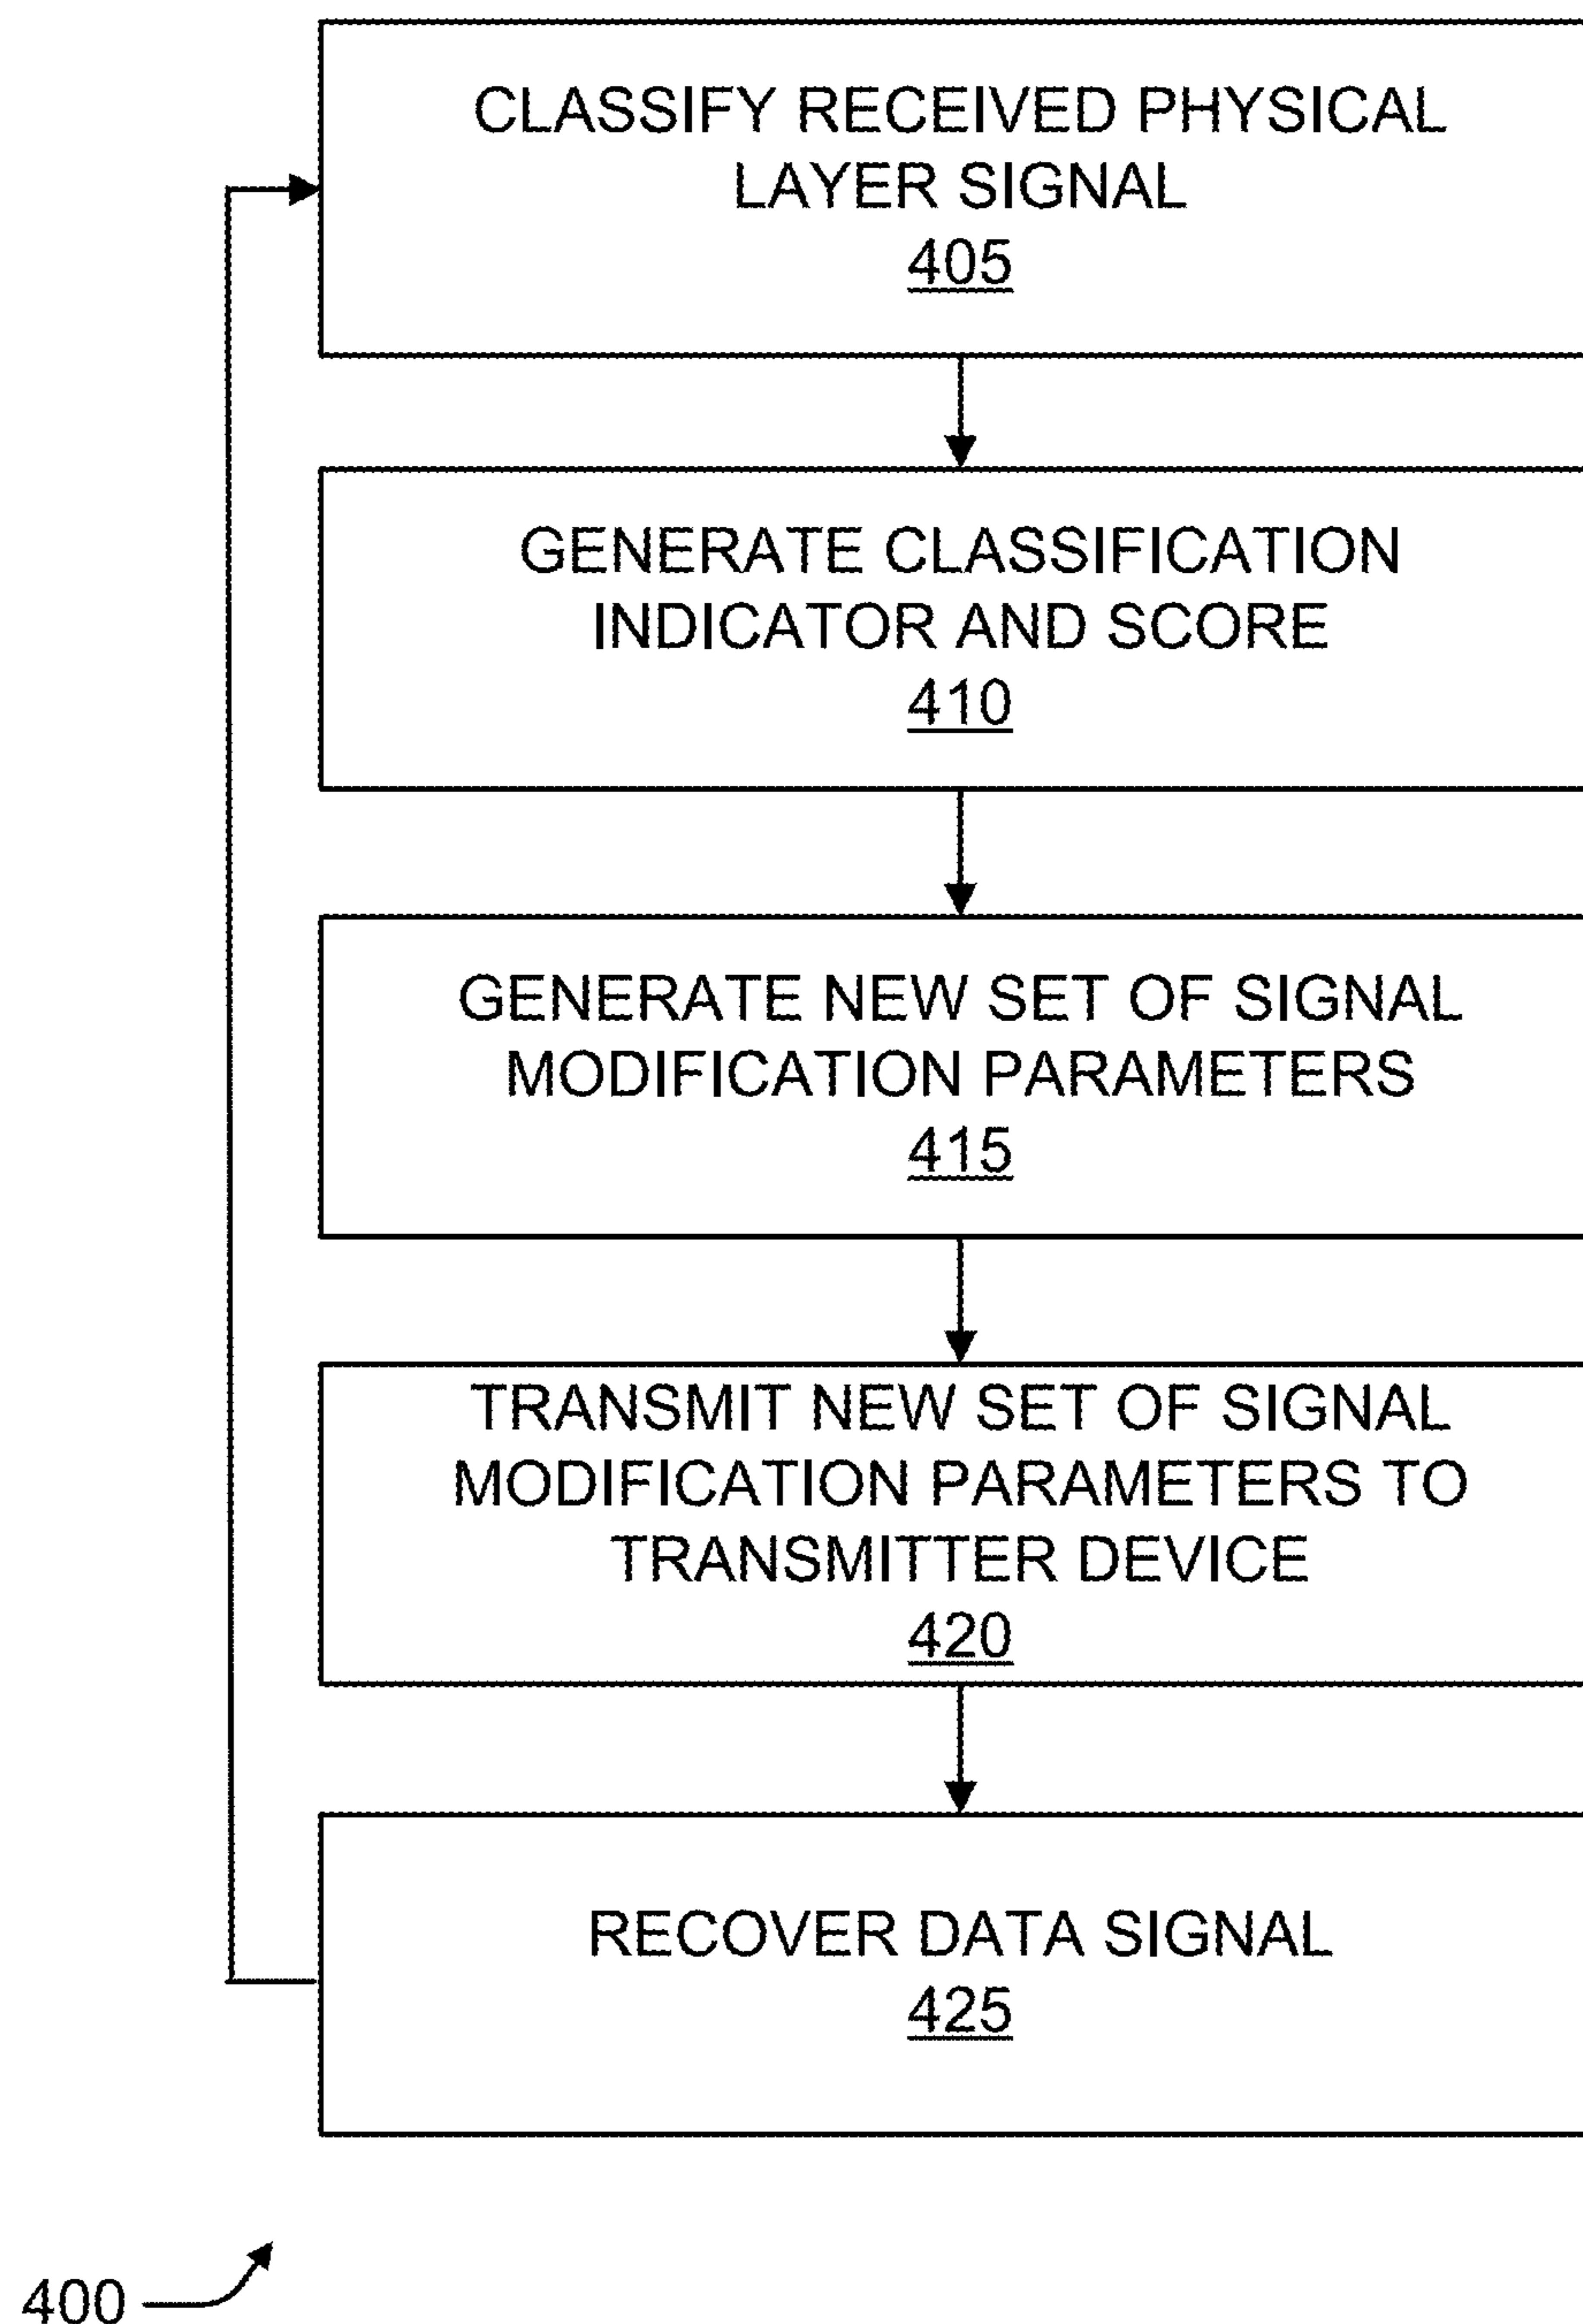 CLASSIFY RECEIVED PHYSICAL
LAYER SIGNAL
405
GENERATE CLASSIFICATION
INDICATOR AND SCORE
410
GENERATE NEW SET OF SIGNAL
MODIFICATION PARAMETERS
415
TRANSMIT NEW SET OF SIGNAL
MODIFICATION PARAMETERS TO
TRANSMITTER DEVICE
420
RECOVER DATA SIGNAL
425
400